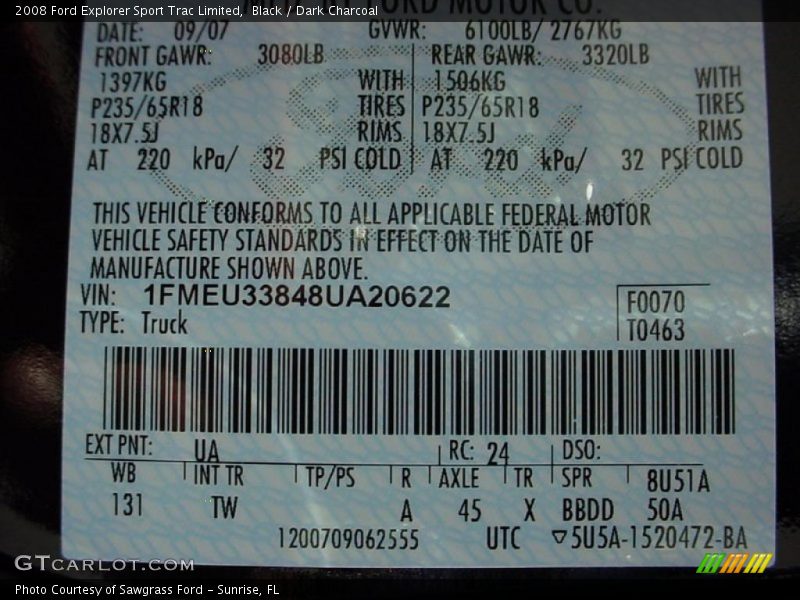 2008 Ford Explorer Sport Trac Limited, Black / Dark Charcoal
FORD MOTOR CO.
DATE: 09/07 GVWR: 6100LB/ 2767KG
FRONT GAWR: 3080LB REAR GAWR: 3320LB
1397KG WITH 1506KG WITH
P235/65R18 TIRES P235/65R18 TIRES
18X7.5J RIMS 18X7.5J RIMS
AT 220 kPa/ 32 PSI COLD AT 220 kPa/ 32 PSI COLD
THIS VEHICLE CONFORMS TO ALL APPLICABLE FEDERAL MOTOR
VEHICLE SAFETY STANDARDS IN EFFECT ON THE DATE OF
MANUFACTURE SHOWN ABOVE.
VIN: 1FMEU33848UA20622
F0070
TYPE: Truck T0463
EXT PNT: UA RC: 24 DSO:
WB INT TR TP/PS R AXLE TR SPR 8U51A
131 TW A 45 X BBDD 50A
1200709062555 UTC ▽5U5A-1520472-BA
GTCARLOT.COM
Photo Courtesy of Sawgrass Ford - Sunrise, FL